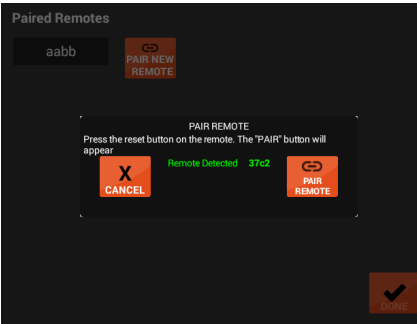 Paired Remotes
aabb
PAIR NEW
REMOTE
PAIR REMOTE
Press the reset button on the remote. The "PAIR" button will
appear
Remote Detected 37c2
X
CANCEL
PAIR
REMOTE
DONE